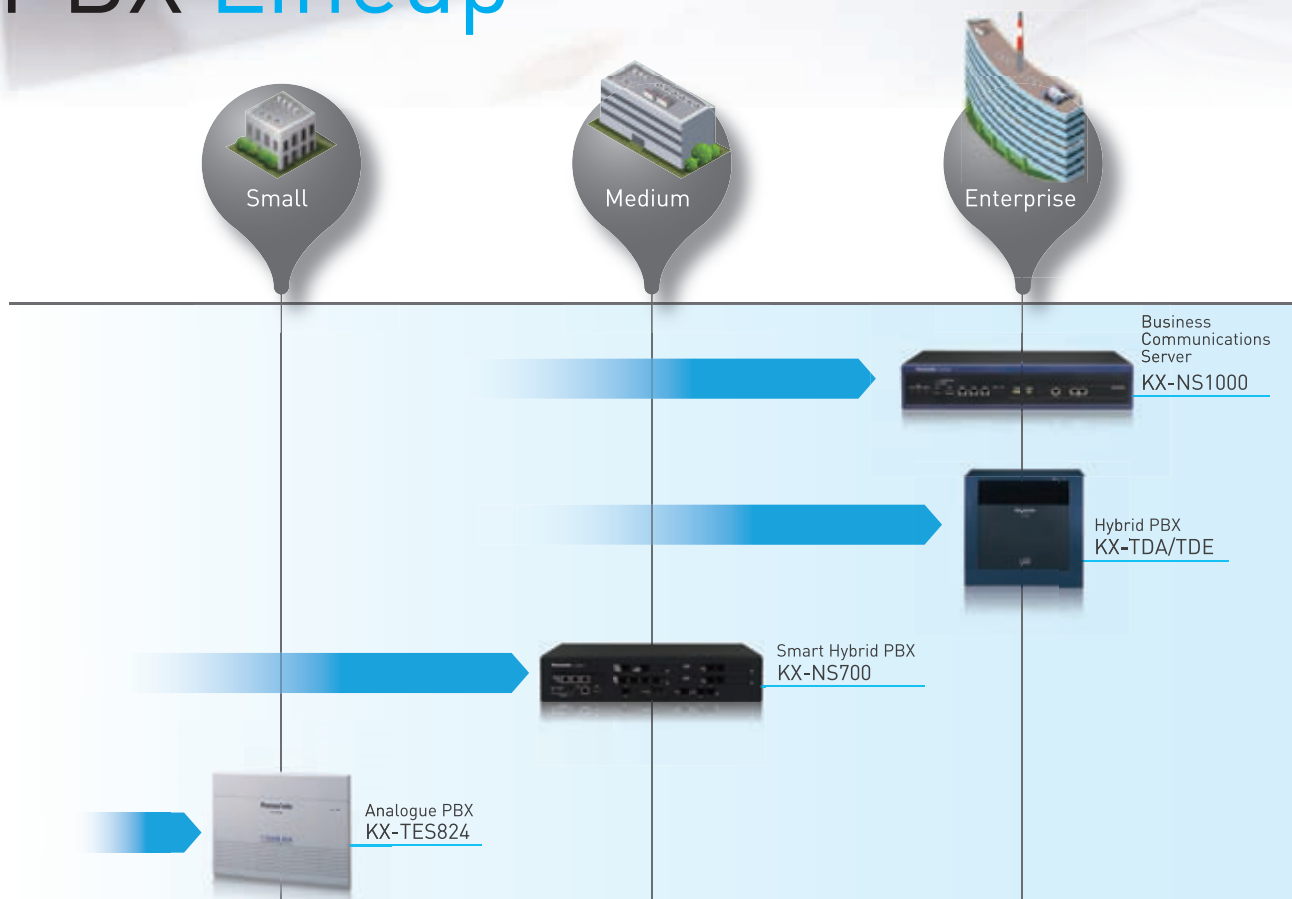 PBX Lineup
Small
Medium
Enterprise
Business
Communications
Server
KX-NS1000
Hybrid PBX
KX-TDA/TDE
Smart Hybrid PBX
KX-NS700
Analogue PBX
KX-TES824
Panasonic